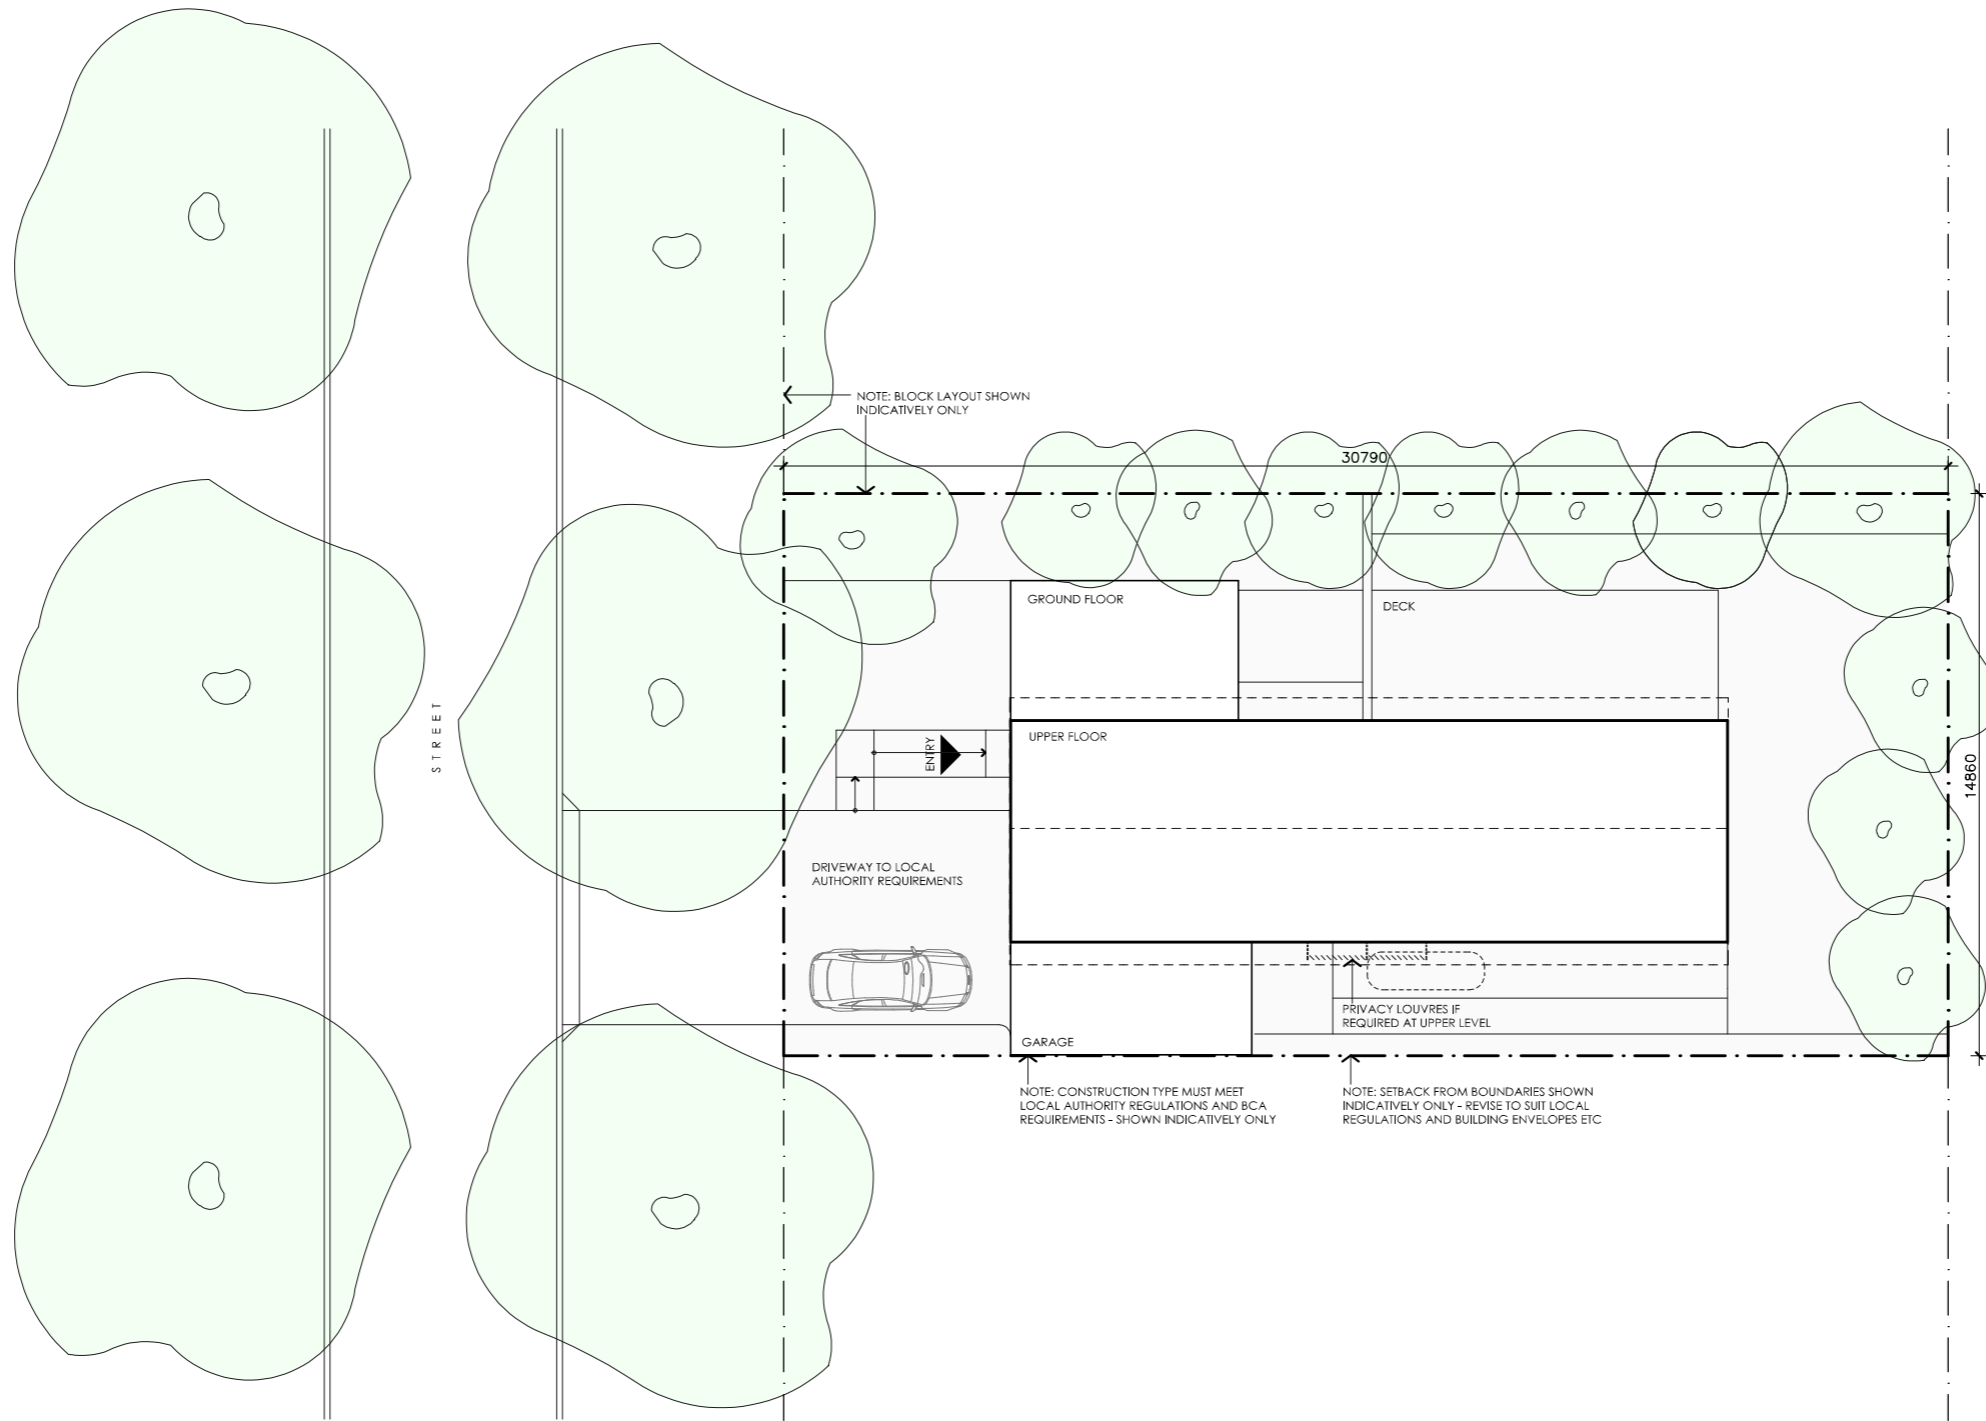 NOTE: BLOCK LAYOUT SHOWN
INDICATIVELY ONLY
30790
GROUND FLOOR
DECK
STREET
ENTRY
UPPER FLOOR
14860
DRIVEWAY TO LOCAL
AUTHORITY REQUIREMENTS
PRIVACY LOUVRES IF
REQUIRED AT UPPER LEVEL
GARAGE
NOTE: CONSTRUCTION TYPE MUST MEET
LOCAL AUTHORITY REGULATIONS AND BCA
REQUIREMENTS - SHOWN INDICATIVELY ONLY
NOTE: SETBACK FROM BOUNDARIES SHOWN
INDICATIVELY ONLY - REVISE TO SUIT LOCAL
REGULATIONS AND BUILDING ENVELOPES ETC